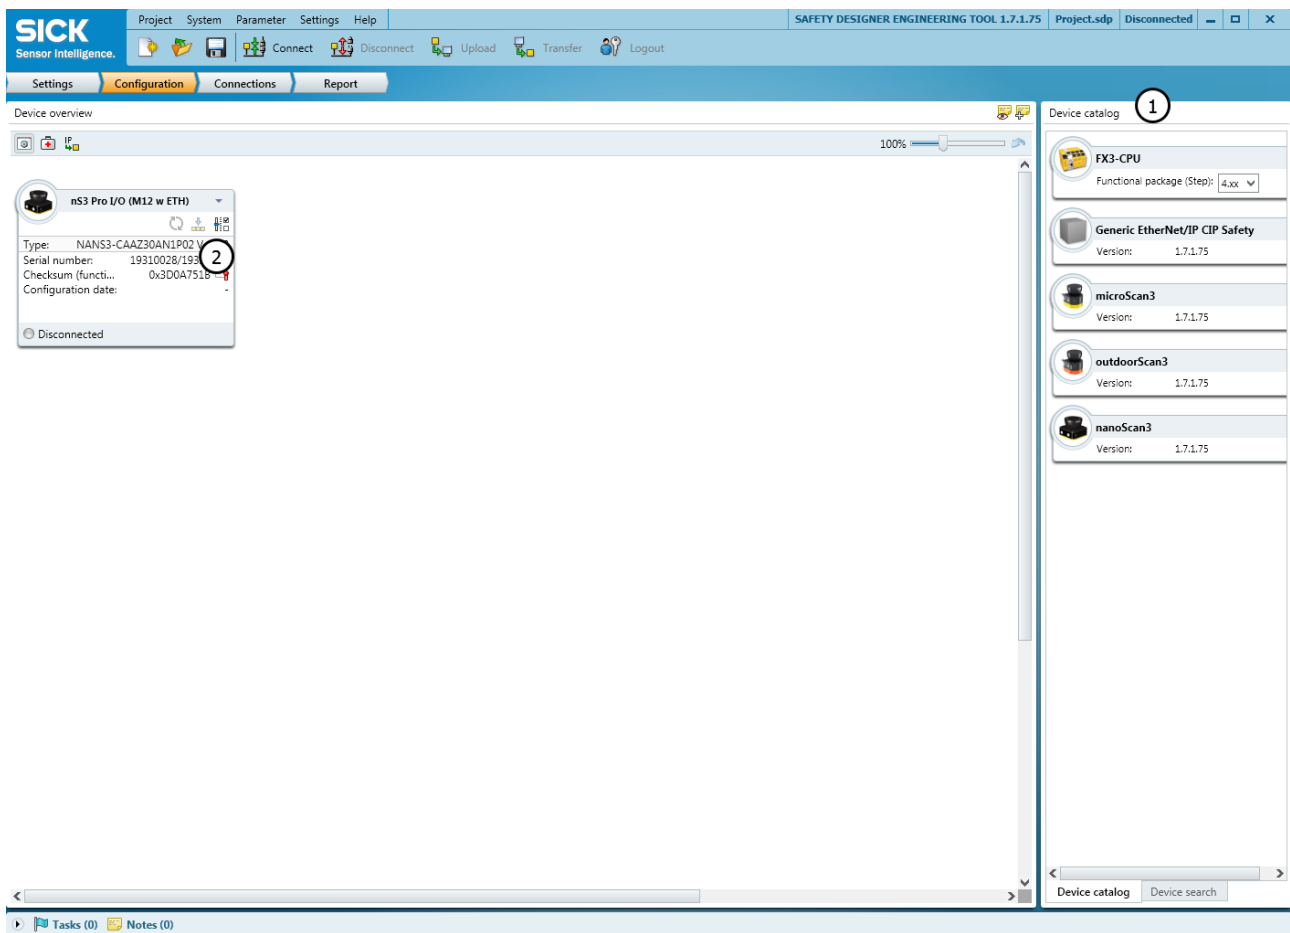 SICK
Sensor Intelligence.
Project System Parameter Settings Help
SAFETY DESIGNER ENGINEERING TOOL 1.7.1.75 Project.sdp Disconnected
Connect Disconnect Upload Transfer Logout
Settings Configuration Connections Report
Device overview
IP
100%
nS3 Pro I/O (M12 w ETH)
Type: NANS3-CAAZ30AN1P02
Serial number: 19310028/193
Checksum (functi... 0x3D0A751B
Configuration date: -
2
Disconnected
Device catalog
1
FX3-CPU
Functional package (Step): 4.xx
Generic EtherNet/IP CIP Safety
Version: 1.7.1.75
microScan3
Version: 1.7.1.75
outdoorScan3
Version: 1.7.1.75
nanoScan3
Version: 1.7.1.75
Device catalog Device search
Tasks (0) Notes (0)